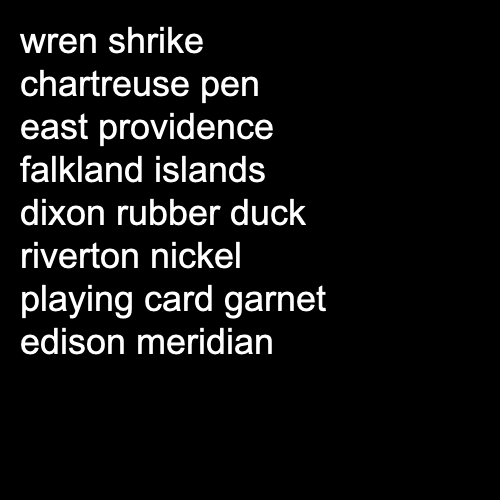 wren shrike
chartreuse pen
east providence
falkland islands
dixon rubber duck
riverton nickel
playing card garnet
edison meridian